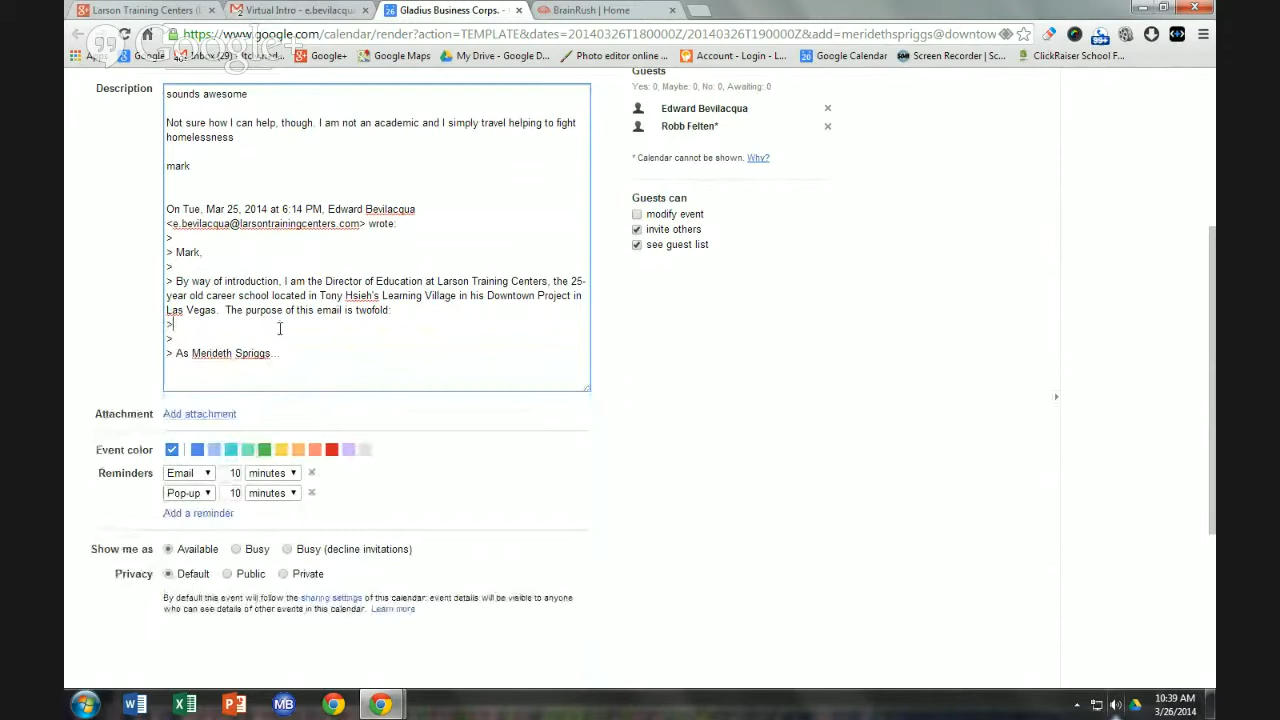 Larson Training Centers (
Virtual Intro - e.bevilacqu
Gladius Business Corp. -
BrainRush | Home
https://www.google.com/calendar/render?action=TEMPLATE&dates=20140326T180000Z/20140326T190000Z&add=meridethspriggs@downtow
Google+
Google
Google+
Google Maps
My Drive - Google D...
Photo editor online -
Account - Login - L...
Google Calendar
Screen Recorder | Sc...
ClickRaiser School F...
Description
sounds awesome
Not sure how I can help, though. I am not an academic and I simply travel helping to fight
homelessness
mark
On Tue, Mar 25, 2014 at 6:14 PM, Edward Bevilacqua
<e.bevilacqua@larsontrainingcenters.com> wrote:
>
> Mark,
>
> By way of introduction, I am the Director of Education at Larson Training Centers, the 25-
year old career school located in Tony Hsieh's Learning Village in his Downtown Project in
Las Vegas. The purpose of this email is twofold:
>
>
> As Merideth Spriggs...
Guests
Yes: 0, Maybe: 0, No: 0, Awaiting: 0
Edward Bevilacqua
Robb Felten*
* Calendar cannot be shown. Why?
Guests can
modify event
invite others
see guest list
Attachment Add attachment
Event color
Reminders Email 10 minutes
Pop-up 10 minutes
Add a reminder
Show me as Available Busy Busy (decline invitations)
Privacy Default Public Private
By default this event will follow the sharing settings of this calendar: event details will be visible to anyone
who can see details of other events in this calendar. Learn more
MB
10:39 AM
3/26/2014